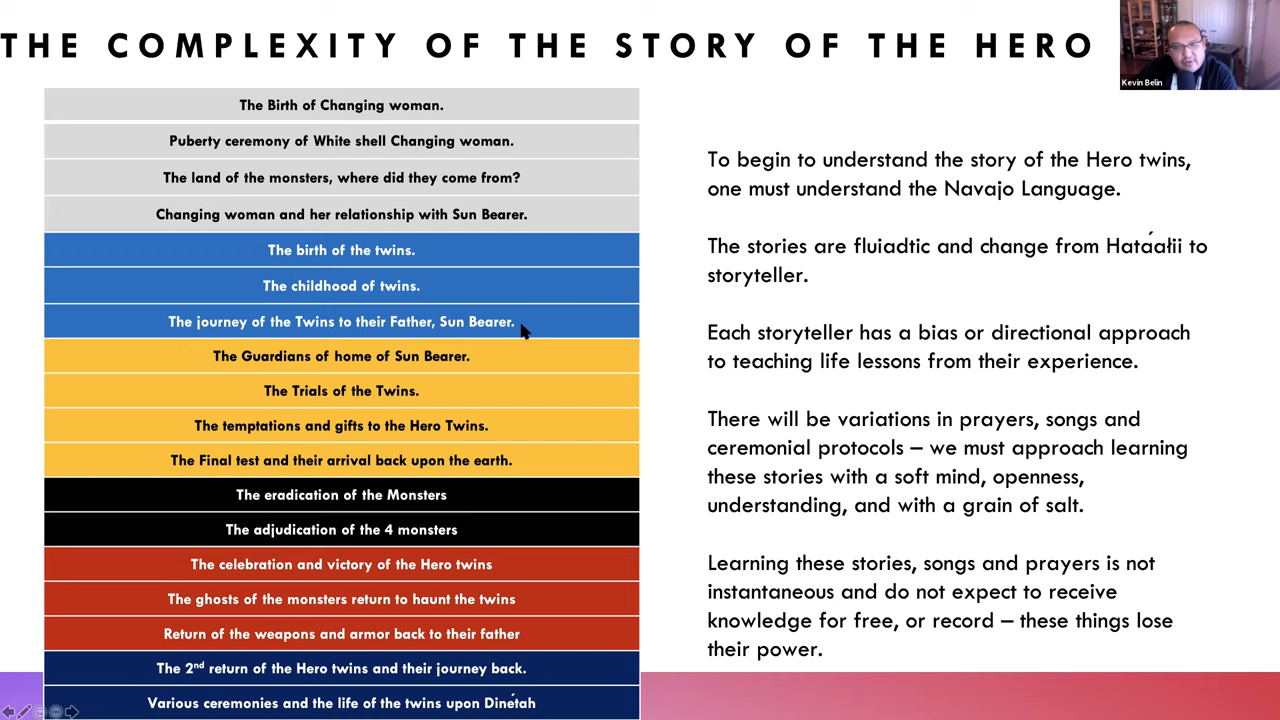 THE COMPLEXITY OF THE STORY OF THE HERO
Kevin Belin
The Birth of Changing woman.
Puberty ceremony of White shell Changing woman.
The land of the monsters, where did they come from?
Changing woman and her relationship with Sun Bearer.
The birth of the twins.
The childhood of twins.
The journey of the Twins to their Father, Sun Bearer.
The Guardians of home of Sun Bearer.
The Trials of the Twins.
The temptations and gifts to the Hero Twins.
The Final test and their arrival back upon the earth.
The eradication of the Monsters
The adjudication of the 4 monsters
The celebration and victory of the Hero twins
The ghosts of the monsters return to haunt the twins
Return of the weapons and armor back to their father
The 2nd return of the Hero twins and their journey back.
Various ceremonies and the life of the twins upon Dinétah
To begin to understand the story of the Hero twins,
one must understand the Navajo Language.
The stories are fluiadtic and change from Hatáałii to
storyteller.
Each storyteller has a bias or directional approach
to teaching life lessons from their experience.
There will be variations in prayers, songs and
ceremonial protocols – we must approach learning
these stories with a soft mind, openness,
understanding, and with a grain of salt.
Learning these stories, songs and prayers is not
instantaneous and do not expect to receive
knowledge for free, or record – these things lose
their power.